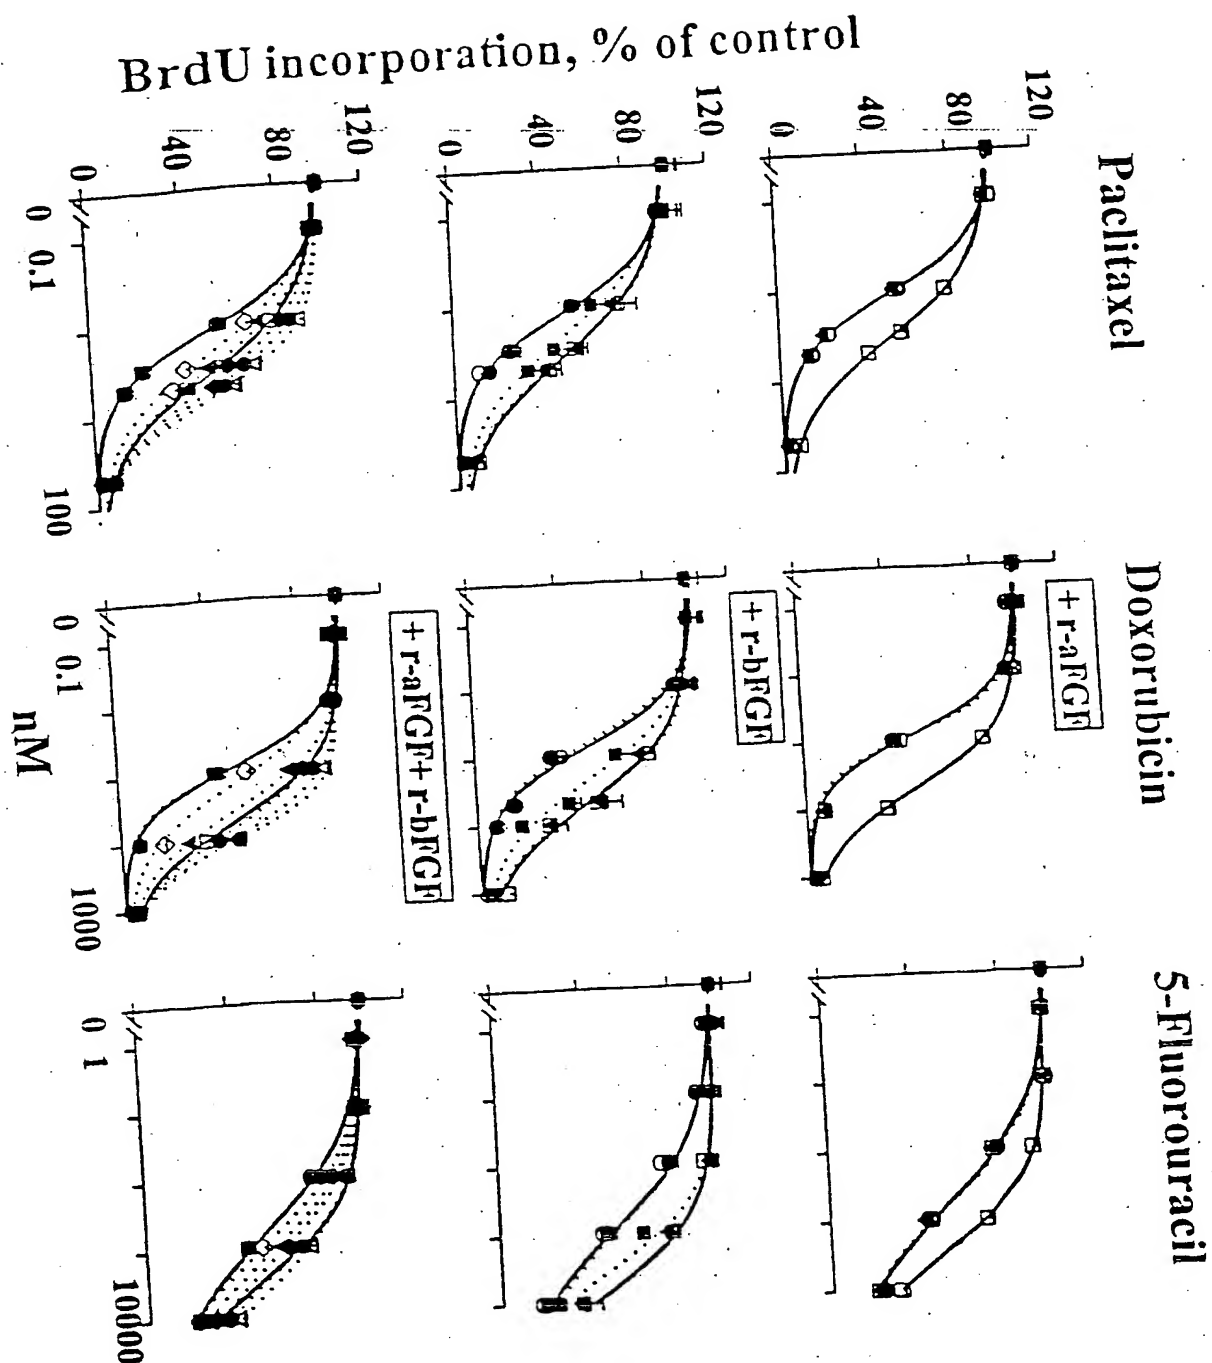 BrdU incorporation, % of control
Paclitaxel
Doxorubicin
5-Fluorouracil
120
80
40
0
+ r-aFGF
120
80
40
0
+ r-bFGF
120
80
40
0
+ r-aFGF+ r-bFGF
0 0.1 100
0 0.1 1000
0 1 10000
nM